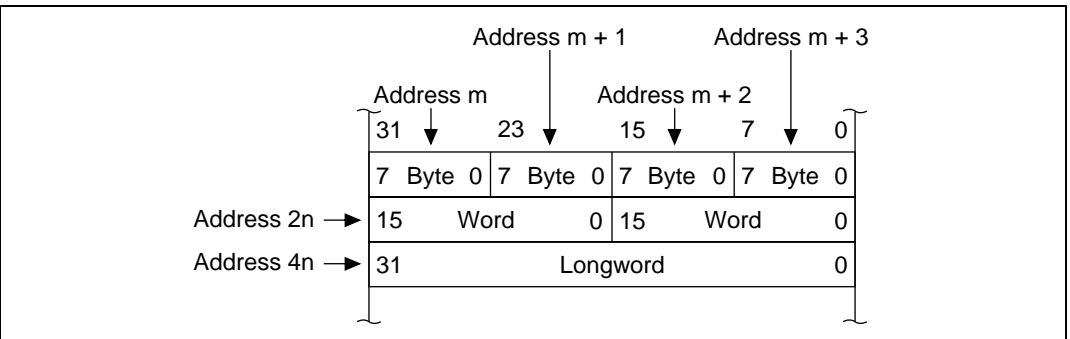 Address m + 1 Address m + 3
Address m Address m + 2
31 23 15 7 0
7 Byte 0 7 Byte 0 7 Byte 0 7 Byte 0
Address 2n 15 Word 0 15 Word 0
Address 4n 31 Longword 0